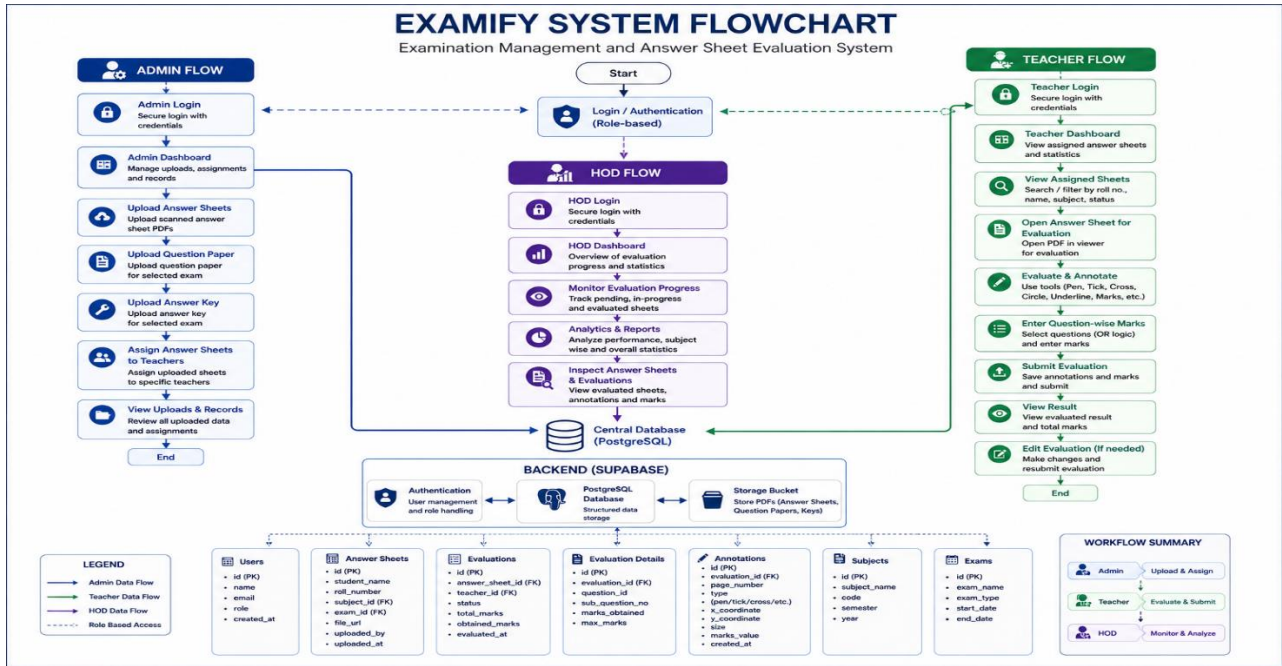 EXAMIFY SYSTEM FLOWCHART
Examination Management and Answer Sheet Evaluation System
ADMIN FLOW
Admin Login
Secure login with
credentials
Admin Dashboard
Manage uploads, assignments
and records
Upload Answer Sheets
Upload scanned answer
sheet PDFs
Upload Question Paper
Upload question paper
for selected exam
Upload Answer Key
Upload answer key
for selected exam
Assign Answer Sheets
to Teachers
Assign uploaded sheets
to specific teachers
View Uploads & Records
Review all uploaded data
and assignments
End
Start
Login / Authentication
(Role-based)
HOD FLOW
HOD Login
Secure login with
credentials
HOD Dashboard
Overview of evaluation
progress and statistics
Monitor Evaluation Progress
Track pending, in-progress
and evaluated sheets
Analytics & Reports
Analyze performance, subject
wise and overall statistics
Inspect Answer Sheets
& Evaluations
View evaluated sheets,
annotations and marks
Central Database
(PostgreSQL)
TEACHER FLOW
Teacher Login
Secure login with
credentials
Teacher Dashboard
View assigned answer sheets
and statistics
View Assigned Sheets
Search / filter by roll no.,
name, subject, status
Open Answer Sheet for
Evaluation
Open PDF in viewer
for evaluation
Evaluate & Annotate
Use tools (Pen, Tick, Cross,
Circle, Underline, Marks, etc.)
Enter Question-wise Marks
Select questions (OR logic)
and enter marks
Submit Evaluation
Save annotations and marks
and submit
View Result
View evaluated result
and total marks
Edit Evaluation (If needed)
Make changes and
resubmit evaluation
End
BACKEND (SUPABASE)
Authentication
User management
and role handling
PostgreSQL
Database
Structured data
storage
Storage Bucket
Store PDFs (Answer Sheets,
Question Papers, Keys)
LEGEND
Admin Data Flow
Teacher Data Flow
HOD Data Flow
Role Based Access
Users
• id (PK)
• name
• email
• role
• created_at
Answer Sheets
• id (PK)
• student_name
• roll_number
• subject_id (FK)
• exam_id (FK)
• file_url
• uploaded_by
• uploaded_at
Evaluations
• id (PK)
• answer_sheet_id (FK)
• teacher_id (FK)
• status
• total_marks
• obtained_marks
• evaluated_at
Evaluation Details
• id (PK)
• evaluation_id (FK)
• question_id
• sub_question_no
• marks_obtained
• max_marks
Annotations
• id (PK)
• evaluation_id (FK)
• page_number
• type
(pen/tick/cross/etc.)
• x_coordinate
• y_coordinate
• size
• marks_value
• created_at
Subjects
• id (PK)
• subject_name
• code
• semester
• year
Exams
• id (PK)
• exam_name
• exam_type
• start_date
• end_date
WORKFLOW SUMMARY
Admin
Upload & Assign
Teacher
Evaluate & Submit
HOD
Monitor & Analyze